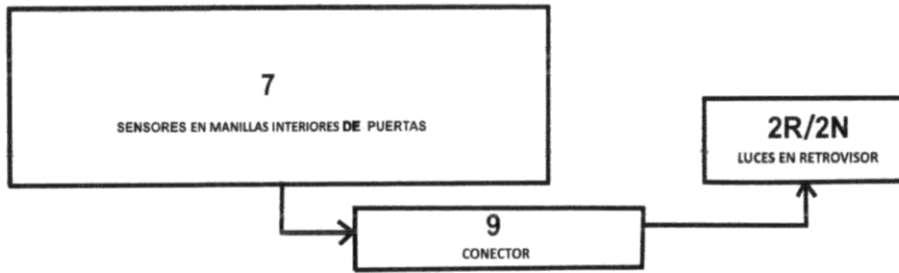 7
SENSORES EN MANILLAS INTERIORES DE PUERTAS
2R/2N
LUCES EN RETROVISOR
9
CONECTOR